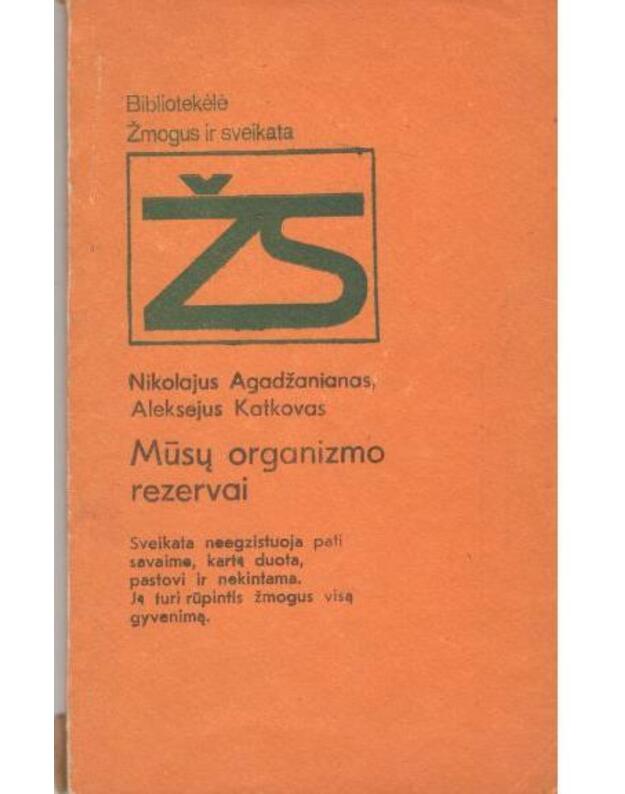 Bibliotekėlė
Žmogus ir sveikata
ŽS
Nikolajus Agadžanianas,
Aleksejus Katkovas
Mūsų organizmo
rezervai
Sveikata neegzistuoja pati
savaime, kartą duota,
pastovi ir nekintama.
Ją turi rūpintis žmogus visą
gyvenimą.